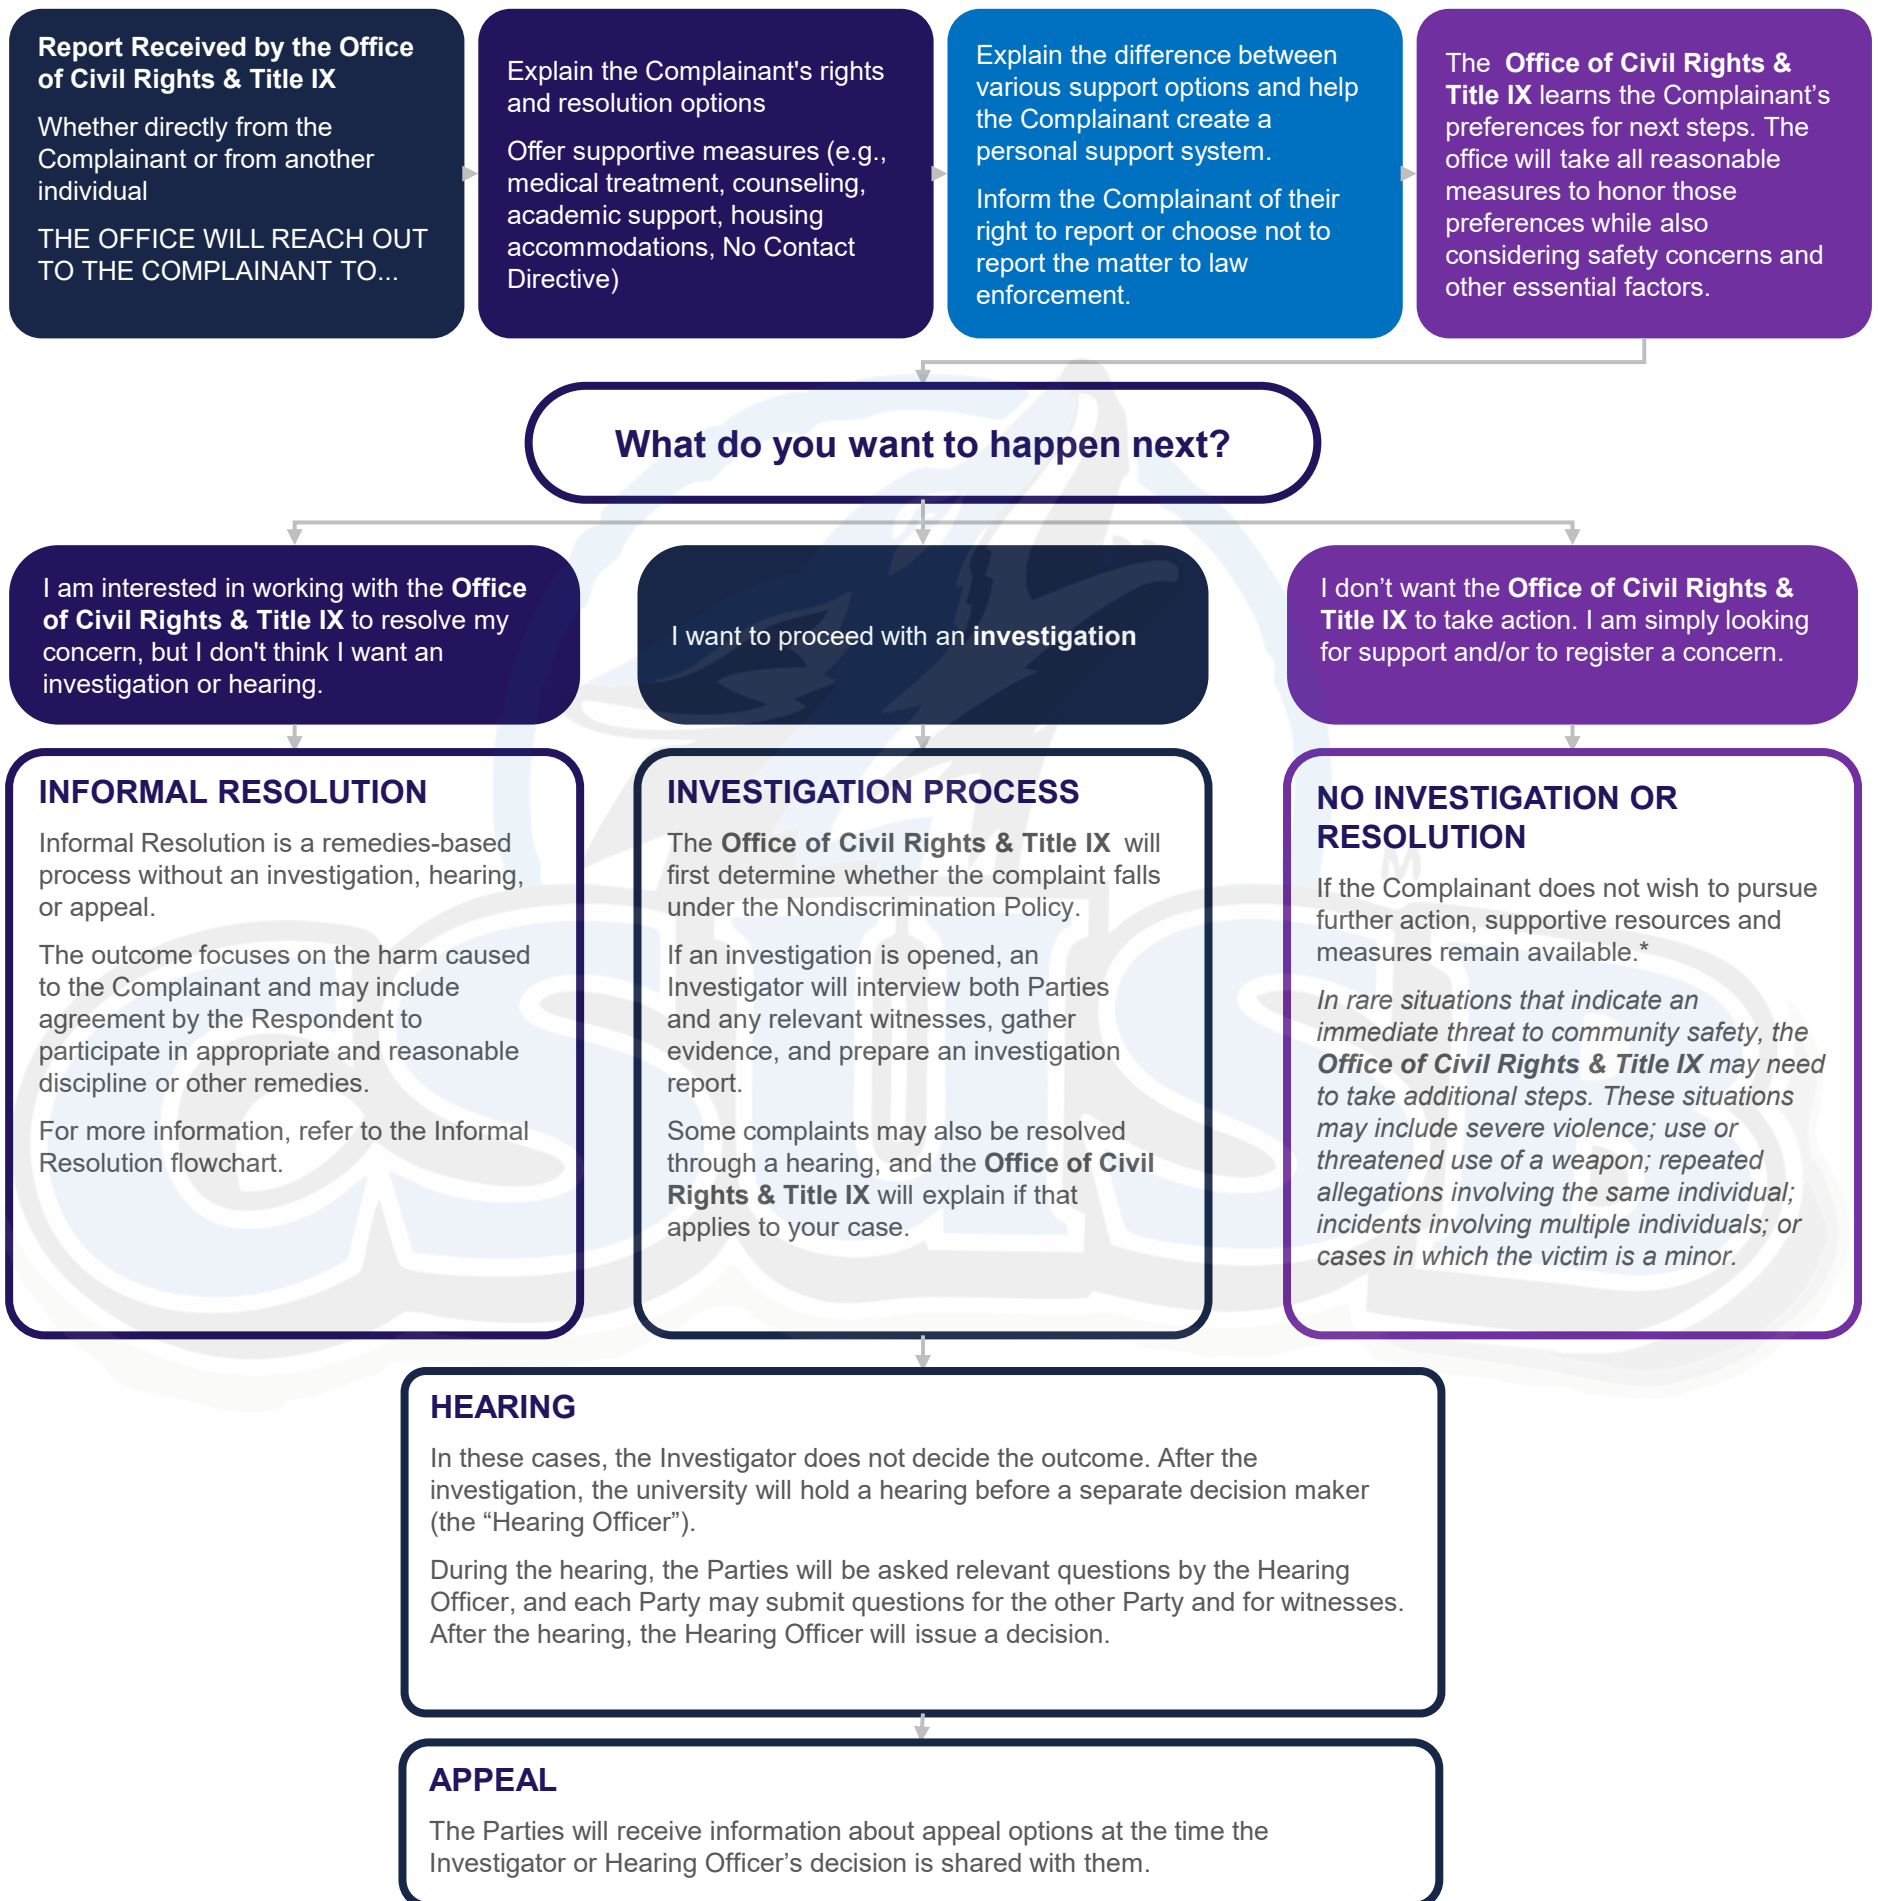 Report Received by the Office
of Civil Rights & Title IX
Whether directly from the
Complainant or from another
individual
THE OFFICE WILL REACH OUT
TO THE COMPLAINANT TO...
Explain the Complainant's rights
and resolution options
Offer supportive measures (e.g.,
medical treatment, counseling,
academic support, housing
accommodations, No Contact
Directive)
Explain the difference between
various support options and help
the Complainant create a
personal support system.
Inform the Complainant of their
right to report or choose not to
report the matter to law
enforcement.
The Office of Civil Rights &
Title IX learns the Complainant’s
preferences for next steps. The
office will take all reasonable
measures to honor those
preferences while also
considering safety concerns and
other essential factors.
What do you want to happen next?
I am interested in working with the Office
of Civil Rights & Title IX to resolve my
concern, but I don't think I want an
investigation or hearing.
I want to proceed with an investigation
I don’t want the Office of Civil Rights &
Title IX to take action. I am simply looking
for support and/or to register a concern.
INFORMAL RESOLUTION
Informal Resolution is a remedies-based
process without an investigation, hearing,
or appeal.
The outcome focuses on the harm caused
to the Complainant and may include
agreement by the Respondent to
participate in appropriate and reasonable
discipline or other remedies.
For more information, refer to the Informal
Resolution flowchart.
INVESTIGATION PROCESS
The Office of Civil Rights & Title IX will
first determine whether the complaint falls
under the Nondiscrimination Policy.
If an investigation is opened, an
Investigator will interview both Parties
and any relevant witnesses, gather
evidence, and prepare an investigation
report.
Some complaints may also be resolved
through a hearing, and the Office of Civil
Rights & Title IX will explain if that
applies to your case.
NO INVESTIGATION OR
RESOLUTION
If the Complainant does not wish to pursue
further action, supportive resources and
measures remain available.*
In rare situations that indicate an
immediate threat to community safety, the
Office of Civil Rights & Title IX may need
to take additional steps. These situations
may include severe violence; use or
threatened use of a weapon; repeated
allegations involving the same individual;
incidents involving multiple individuals; or
cases in which the victim is a minor.
CSUSB
HEARING
In these cases, the Investigator does not decide the outcome. After the
investigation, the university will hold a hearing before a separate decision maker
(the “Hearing Officer”).
During the hearing, the Parties will be asked relevant questions by the Hearing
Officer, and each Party may submit questions for the other Party and for witnesses.
After the hearing, the Hearing Officer will issue a decision.
APPEAL
The Parties will receive information about appeal options at the time the
Investigator or Hearing Officer’s decision is shared with them.